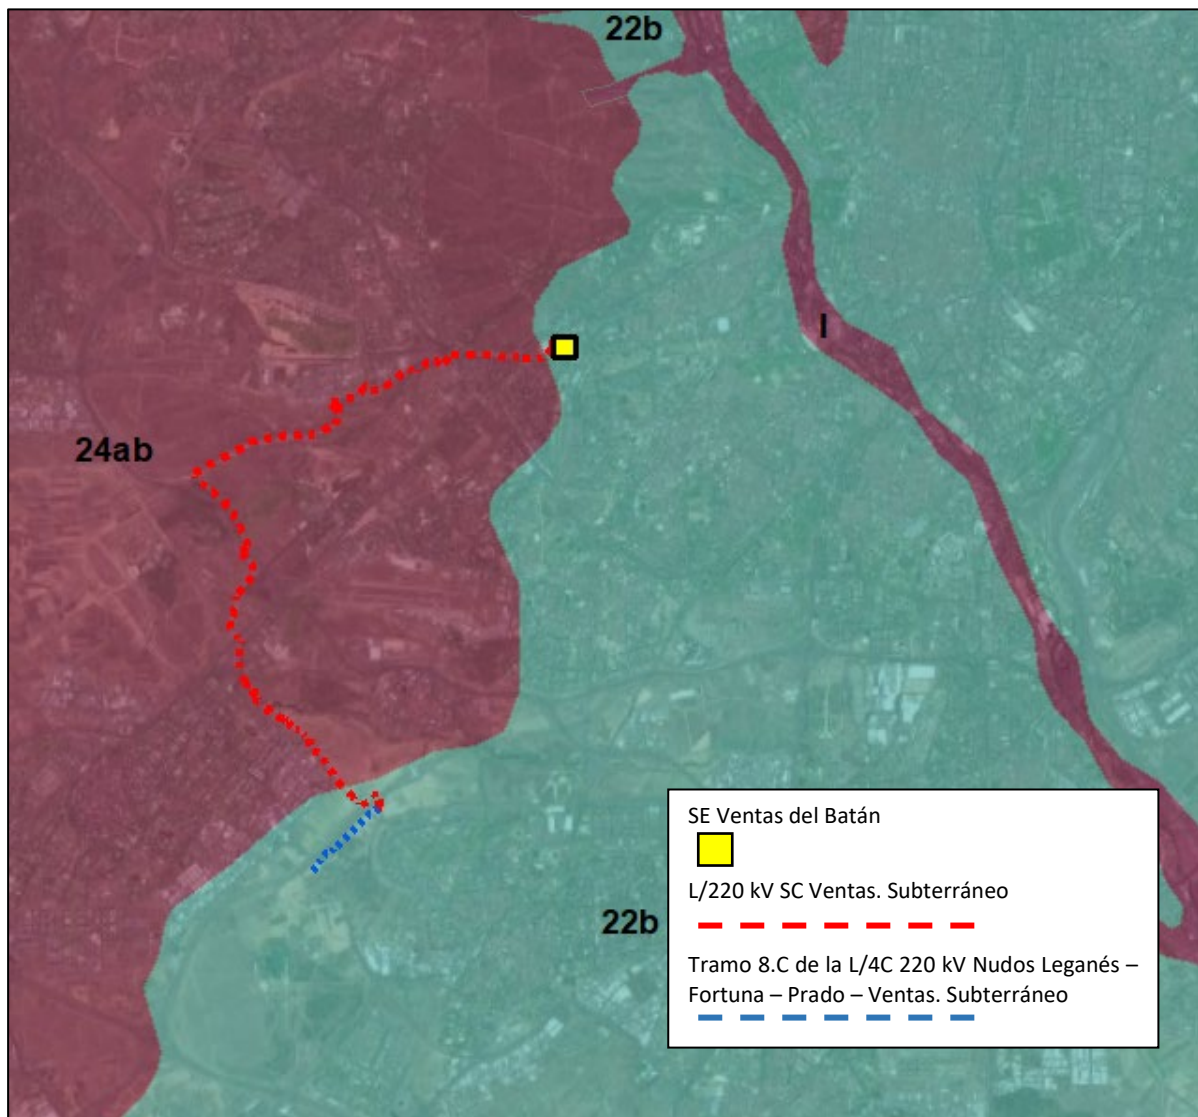 22b
I
24ab
22b
SE Ventas del Batán
L/220 kV SC Ventas. Subterráneo
Tramo 8.C de la L/4C 220 kV Nudos Leganés –
Fortuna – Prado – Ventas. Subterráneo